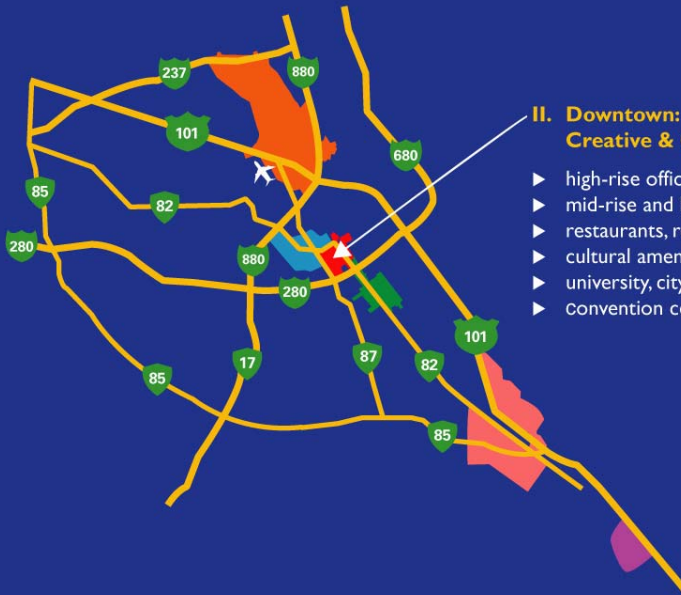 237
880
101
680
85
82
280
880
280
17
87
82
101
85
85
II. Downtown:
Creative &
▶ high-rise offic
▶ mid-rise and
▶ restaurants, r
▶ cultural amen
▶ university, city
▶ convention c